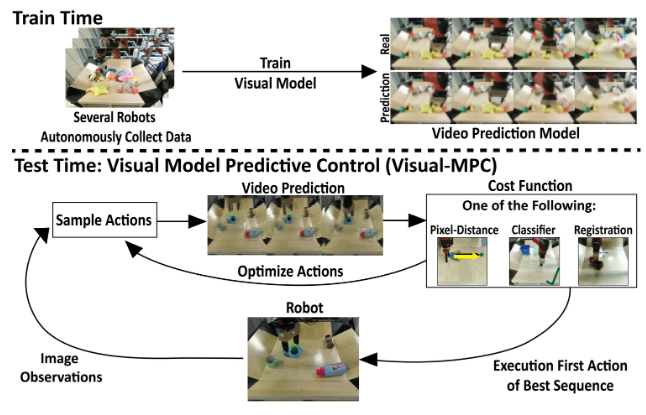 Train Time
Train
Visual Model
Several Robots
Autonomously Collect Data
Real
Prediction
Video Prediction Model
Test Time: Visual Model Predictive Control (Visual-MPC)
Video Prediction
Cost Function
Sample Actions
One of the Following:
Pixel-Distance
Classifier
Registration
Optimize Actions
Robot
Image
Observations
Execution First Action
of Best Sequence